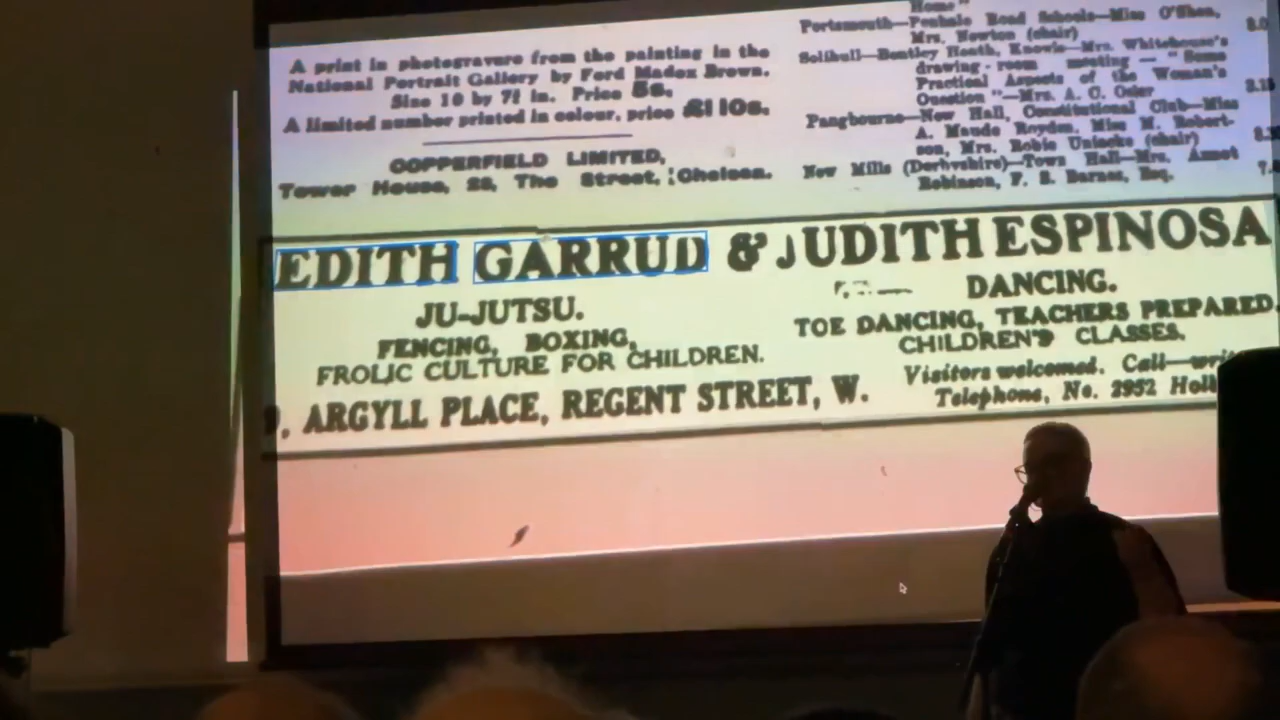 A print in photogravure from the painting in the
National Portrait Gallery by Ford Madox Brown.
Size 10 by 7½ in. Price 5s.
A limited number printed in colour, price £1 10s.
COPPERFIELD LIMITED,
Tower House, 28, The Street, Chelsea.
Home"
Portsmouth—Penhale Road Schools—Miss O'Shea,
Mrs. Newton (chair)
Solihull—Bentley Heath, Knowle—Mrs. Whitehouse's
drawing-room meeting — "Some
Practical Aspects of the Woman's
Question"—Mrs. A. C. Osler
Pangbourne—New Hall, Constitutional Club—Miss
A. Maude Royden, Miss M. Robert-
son, Mrs. Robie Uniacke (chair)
New Mills (Derbyshire)—Town Hall—Mrs. Annot
Robinson, F. S. Barnes, Esq.
EDITH GARRUD & JUDITH ESPINOSA
JU-JUTSU.
FENCING, BOXING,
FROLIC CULTURE FOR CHILDREN.
9, ARGYLL PLACE, REGENT STREET, W.
DANCING.
TOE DANCING, TEACHERS PREPARED.
CHILDREN'S CLASSES.
Visitors welcomed. Call—writ
Telephone, No. 2952 Holb